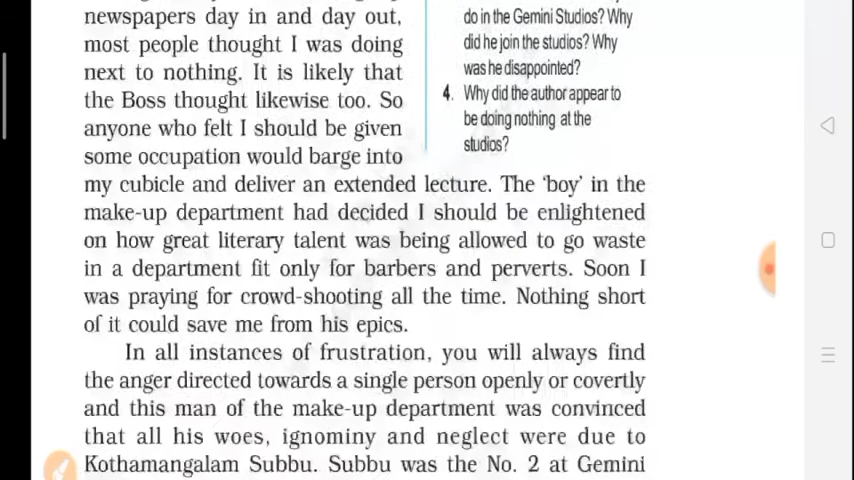 newspapers day in and day out,
most people thought I was doing
next to nothing. It is likely that
the Boss thought likewise too. So
anyone who felt I should be given
some occupation would barge into
my cubicle and deliver an extended lecture. The ‘boy’ in the
make-up department had decided I should be enlightened
on how great literary talent was being allowed to go waste
in a department fit only for barbers and perverts. Soon I
was praying for crowd-shooting all the time. Nothing short
of it could save me from his epics.
In all instances of frustration, you will always find
the anger directed towards a single person openly or covertly
and this man of the make-up department was convinced
that all his woes, ignominy and neglect were due to
Kothamangalam Subbu. Subbu was the No. 2 at Gemini
do in the Gemini Studios? Why
did he join the studios? Why
was he disappointed?
4. Why did the author appear to
be doing nothing at the
studios?